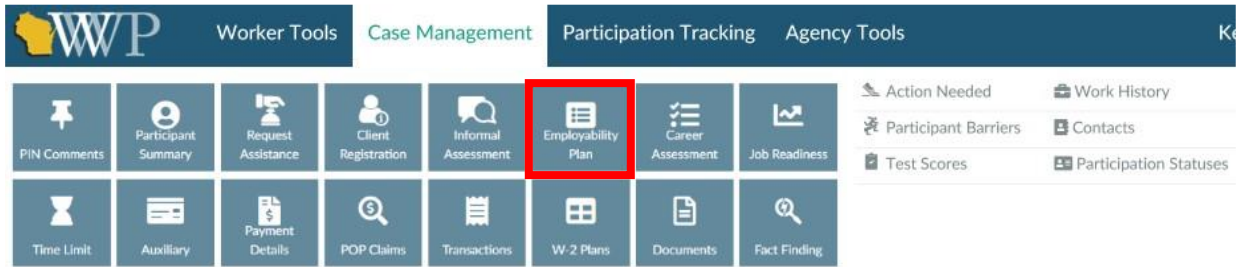 WWP Worker Tools Case Management Participation Tracking Agency Tools
PIN Comments
Participant
Summary
Request
Assistance
Client
Registration
Informal
Assessment
Employability
Plan
Career
Assessment
Job Readiness
Action Needed Work History
Participant Barriers Contacts
Test Scores Participation Statuses
Time Limit
Auxiliary
Payment
Details
POP Claims
Transactions
W-2 Plans
Documents
Fact Finding